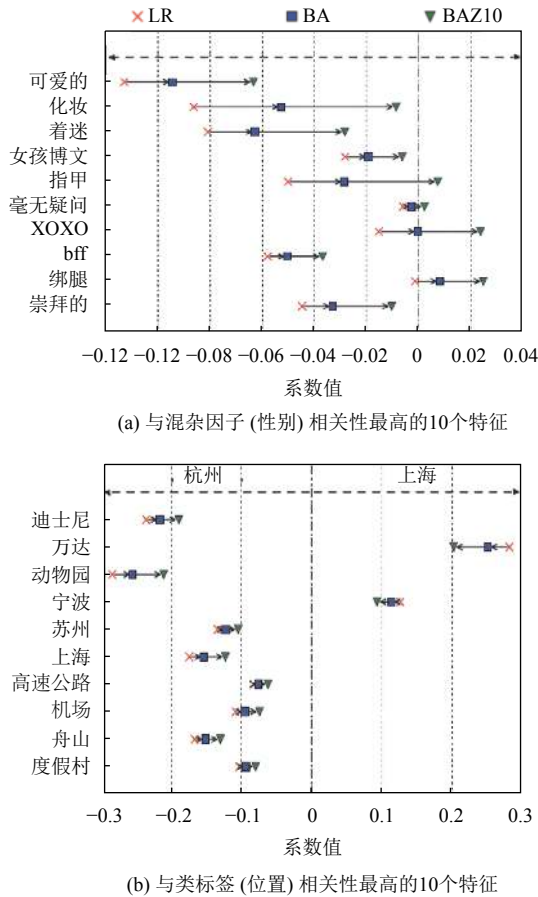 LR BA BAZ10
可爱的
化妆
着迷
女孩博文
指甲
毫无疑问
XOXO
bff
绑腿
崇拜的
−0.12 −0.12 −0.08 −0.06 −0.04 −0.02 0 0.02 0.04
系数值
(a) 与混杂因子 (性别) 相关性最高的10个特征
杭州 上海
迪士尼
万达
动物园
宁波
苏州
上海
高速公路
机场
舟山
度假村
−0.3 −0.2 −0.1 0 0.1 0.2 0.3
系数值
(b) 与类标签 (位置) 相关性最高的10个特征